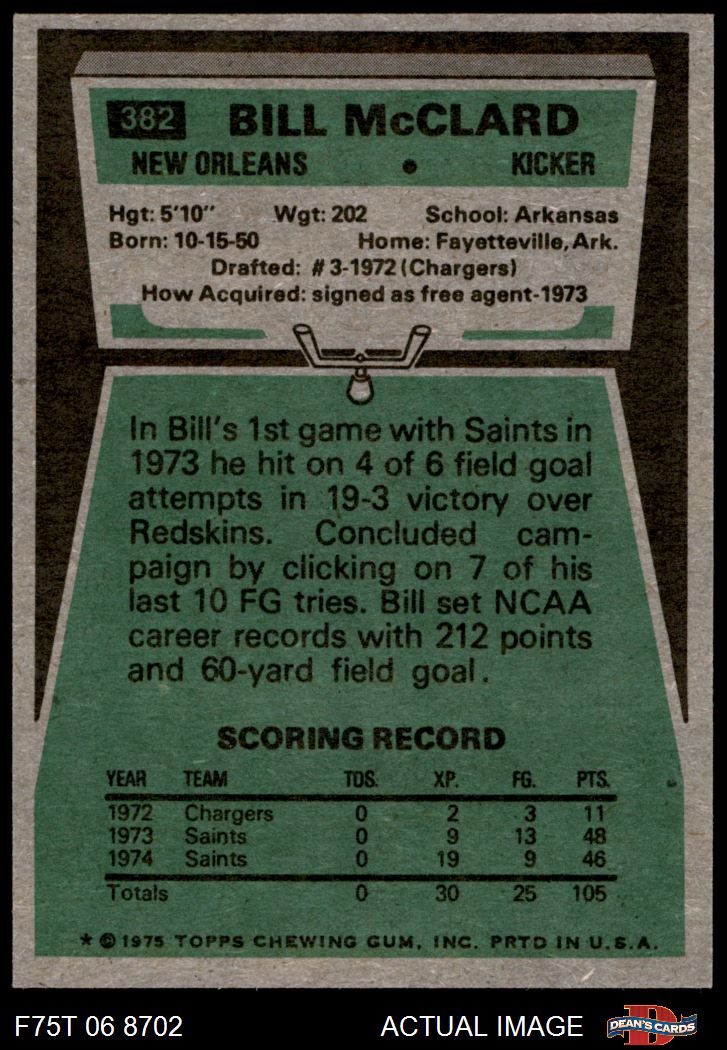 382 BILL McCLARD
NEW ORLEANS • KICKER
Hgt: 5'10" Wgt: 202 School: Arkansas
Born: 10-15-50 Home: Fayetteville, Ark.
Drafted: #3-1972 (Chargers)
How Acquired: signed as free agent-1973
In Bill's 1st game with Saints in
1973 he hit on 4 of 6 field goal
attempts in 19-3 victory over
Redskins. Concluded cam-
paign by clicking on 7 of his
last 10 FG tries. Bill set NCAA
career records with 212 points
and 60-yard field goal.
SCORING RECORD
YEAR TEAM TDS. XP. FG. PTS.
1972 Chargers 0 2 3 11
1973 Saints 0 9 13 48
1974 Saints 0 19 9 46
Totals 0 30 25 105
* © 1975 TOPPS CHEWING GUM, INC. PRTD IN U.S.A.
F75T 06 8702 ACTUAL IMAGE D DEAN'S CARDS